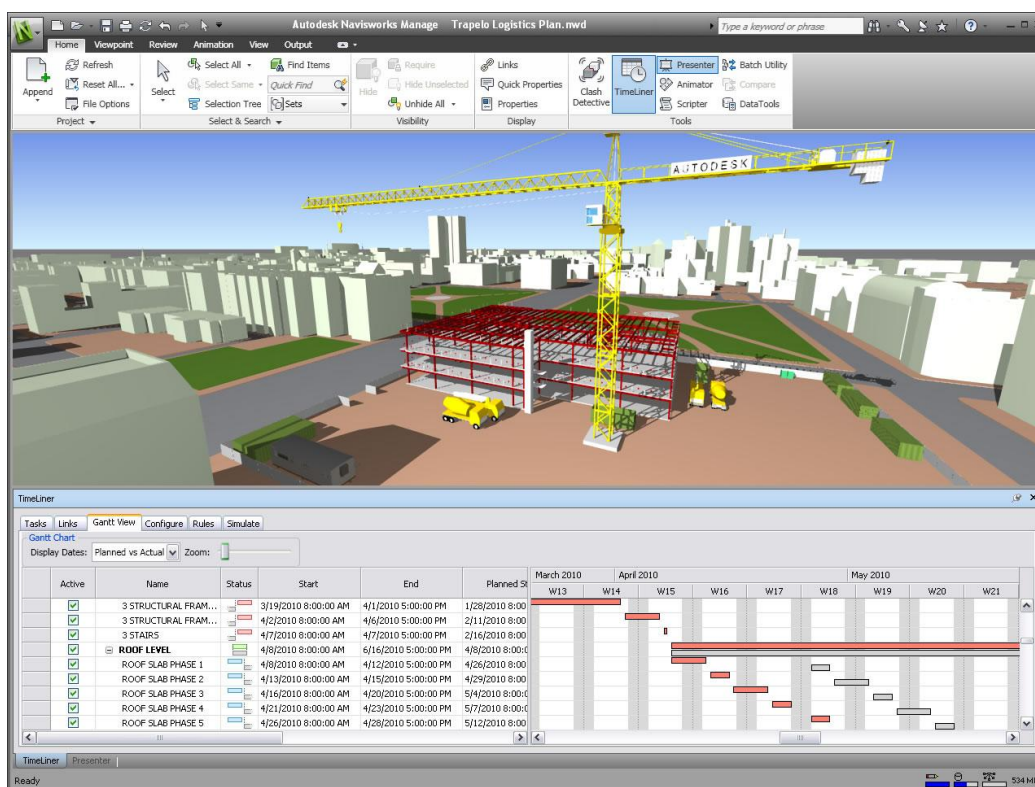 Autodesk Navisworks Manage Trapelo Logistics Plan.nwd
Type a keyword or phrase
Home Viewpoint Review Animation View Output
Append
Refresh
Reset All...
File Options
Project
Select
Select All
Select Same
Selection Tree
Find Items
Quick Find
Sets
Select & Search
Hide
Require
Hide Unselected
Unhide All
Visibility
Links
Quick Properties
Properties
Display
Clash Detective
TimeLiner
Presenter
Animator
Scripter
Batch Utility
Compare
DataTools
Tools
AUTODESK
TimeLiner
Tasks Links Gantt View Configure Rules Simulate
Gantt Chart
Display Dates: Planned vs Actual Zoom:
Active Name Status Start End Planned St
March 2010 April 2010 May 2010
W13 W14 W15 W16 W17 W18 W19 W20 W21
3 STRUCTURAL FRAM... 3/19/2010 8:00:00 AM 4/1/2010 5:00:00 PM 1/28/2010 8:00
3 STRUCTURAL FRAM... 4/2/2010 8:00:00 AM 4/6/2010 5:00:00 PM 2/11/2010 8:00
3 STAIRS 4/7/2010 8:00:00 AM 4/7/2010 5:00:00 PM 2/16/2010 8:00
ROOF LEVEL 4/8/2010 8:00:00 AM 6/16/2010 5:00:00 PM 4/8/2010 8:00:0
ROOF SLAB PHASE 1 4/8/2010 8:00:00 AM 4/12/2010 5:00:00 PM 4/26/2010 8:00
ROOF SLAB PHASE 2 4/13/2010 8:00:00 AM 4/15/2010 5:00:00 PM 4/29/2010 8:00
ROOF SLAB PHASE 3 4/16/2010 8:00:00 AM 4/20/2010 5:00:00 PM 5/4/2010 8:00:0
ROOF SLAB PHASE 4 4/21/2010 8:00:00 AM 4/23/2010 5:00:00 PM 5/7/2010 8:00:0
ROOF SLAB PHASE 5 4/26/2010 8:00:00 AM 4/28/2010 5:00:00 PM 5/12/2010 8:00
TimeLiner Presenter
Ready
534 M